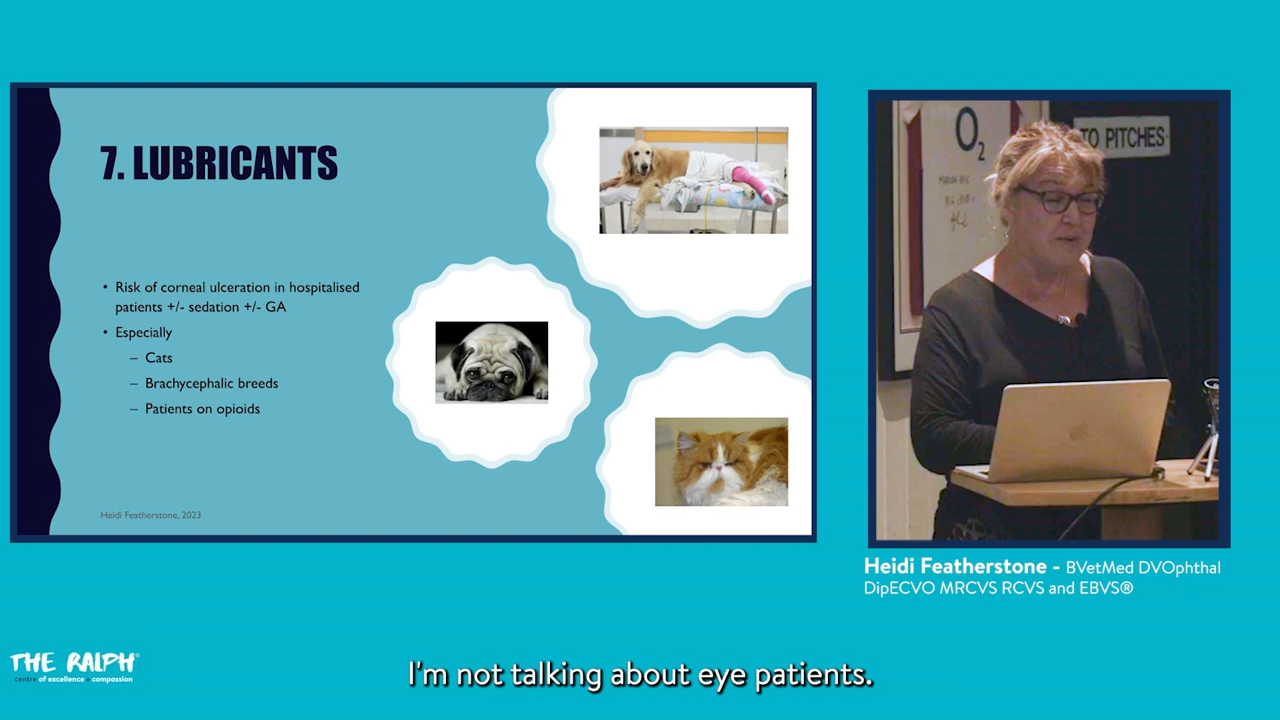 7. LUBRICANTS
• Risk of corneal ulceration in hospitalised
patients +/- sedation +/- GA
• Especially
– Cats
– Brachycephalic breeds
– Patients on opioids
Heidi Featherstone, 2023
O2
TO PITCHES
Heidi Featherstone - BVetMed DVOphthal
DipECVO MRCVS RCVS and EBVS®
THE RALPH®
centre of excellence + compassion
I'm not talking about eye patients.